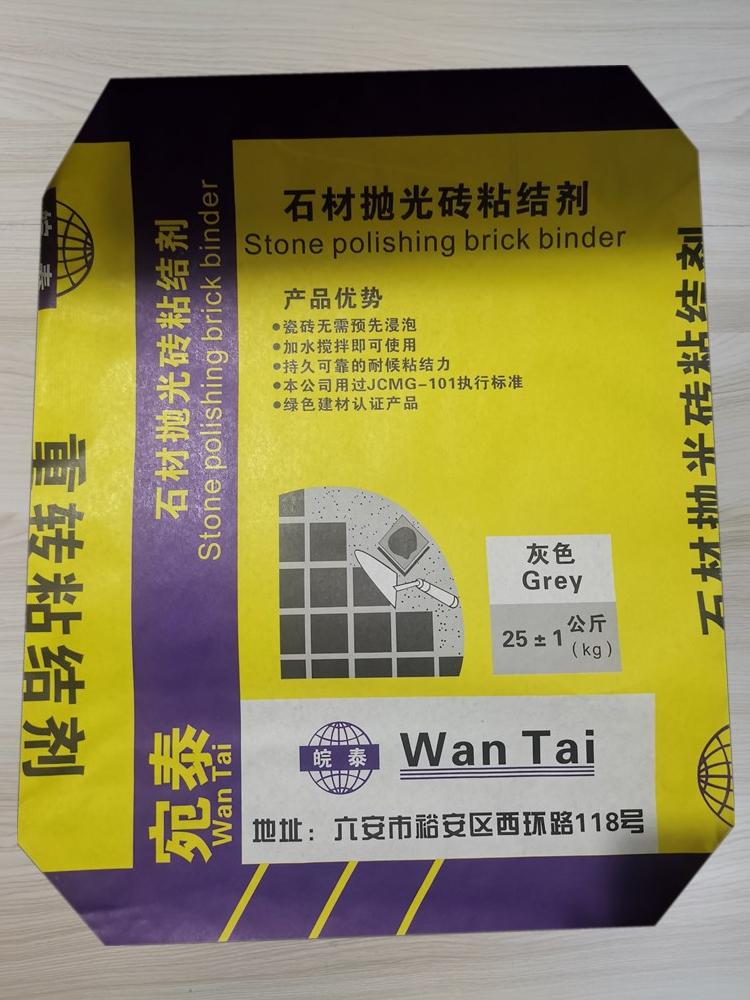 石材抛光砖粘结剂
Stone polishing brick binder
产品优势
●瓷砖无需预先浸泡
●加水搅拌即可使用
●持久可靠的耐候粘结力
●本公司用过JCMG-101执行标准
●绿色建材认证产品
灰色
Grey
25±1公斤
(kg)
皖 泰
Wan Tai
地址：六安市裕安区西环路118号
石材抛光砖粘结剂
Stone polishing brick binder
宛泰
Wan Tai
重转粘结剂
皖 泰
石材抛光砖粘结剂